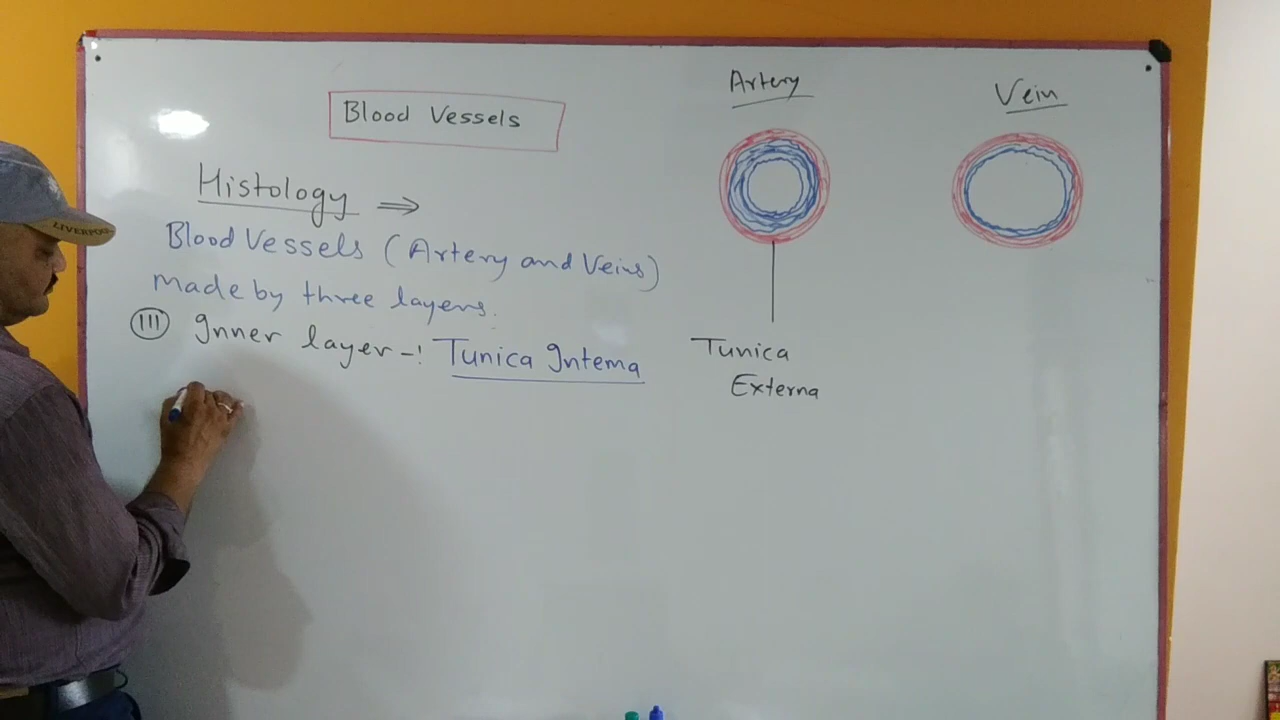 Blood Vessels
Histology ⇒
Blood Vessels (Artery and Veins)
made by three layers.
III Inner layer -: Tunica Intema
Artery
Vein
Tunica
Externa
LIVERPOOL